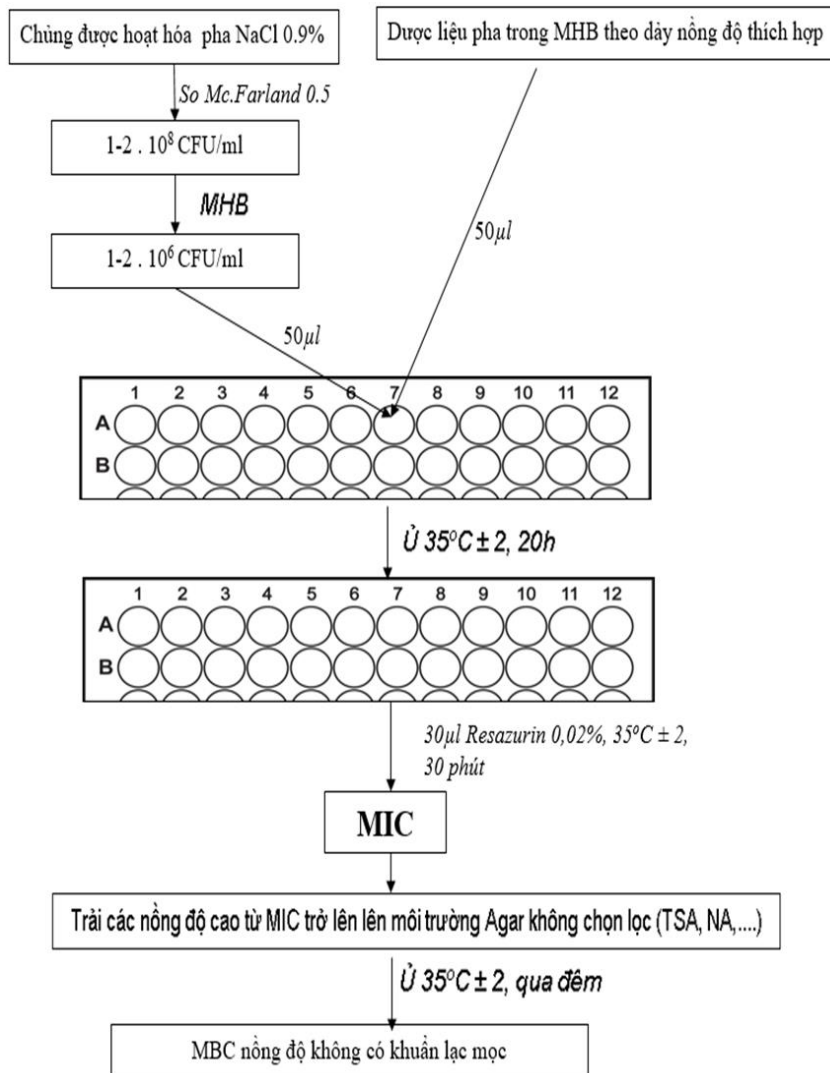 Chủng được hoạt hóa pha NaCl 0.9%
Dược liệu pha trong MHB theo dãy nồng độ thích hợp
So Mc.Farland 0.5
1-2 . 10⁸ CFU/ml
MHB
1-2 . 10⁶ CFU/ml
50µl
50µl
1 2 3 4 5 6 7 8 9 10 11 12
A
B
Ủ 35ºC ± 2, 20h
1 2 3 4 5 6 7 8 9 10 11 12
A
B
30µl Resazurin 0,02%, 35ºC ± 2,
30 phút
MIC
Trải các nồng độ cao từ MIC trở lên lên môi trường Agar không chọn lọc (TSA, NA,....)
Ủ 35ºC ± 2, qua đêm
MBC nồng độ không có khuẩn lạc mọc